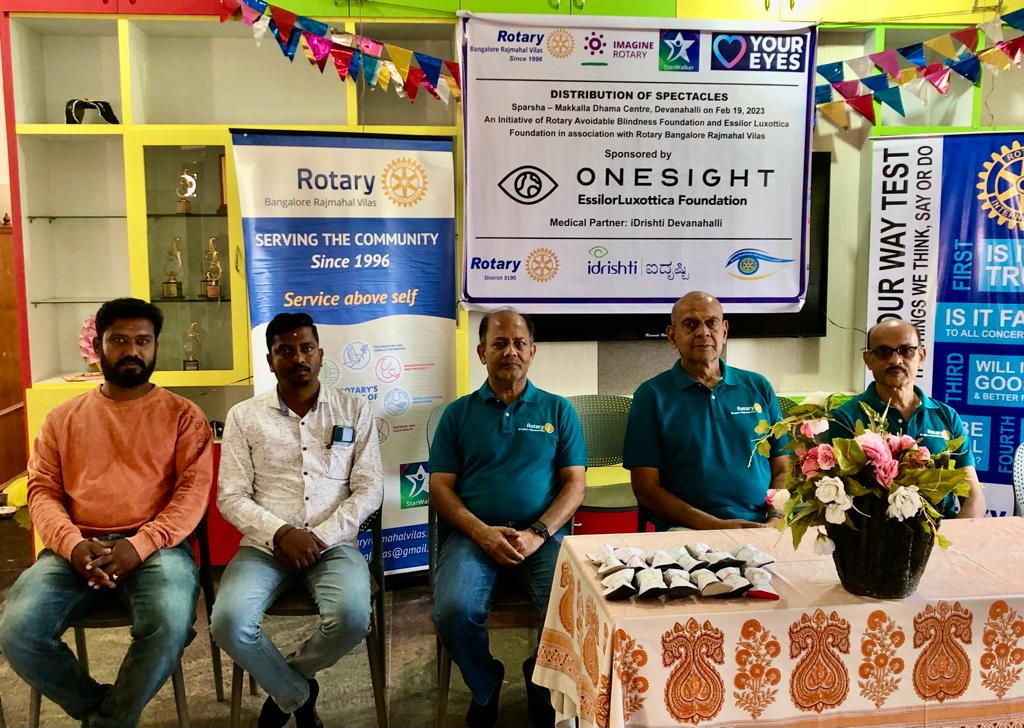 Rotary
Bangalore Rajmahal Vilas
Since 1996
IMAGINE
ROTARY
StarWalker
YOUR
EYES
DISTRIBUTION OF SPECTACLES
Sparsha – Makkalla Dhama Centre, Devanahalli on Feb 19, 2023
An Initiative of Rotary Avoidable Blindness Foundation and Essilor Luxottica
Foundation in association with Rotary Bangalore Rajmahal Vilas
Sponsored by
ONESIGHT
EssilorLuxottica Foundation
Medical Partner: iDrishti Devanahalli
Rotary
District 3190
idrishti ಐದೃಷ್ಟಿ
Rotary
Bangalore Rajmahal Vilas
SERVING THE COMMUNITY
Since 1996
Service above self
ROTARY'S
OF
StarWalker
@gmail.
OUR WAY TEST
THINGS WE THINK, SAY OR DO
FIRST
IS I
TR
IS IT FA
TO ALL CONCER
THIRD
WILL I
GOO
& BETTER F
FOURTH
BE
Rotary
Rotary
Rotary